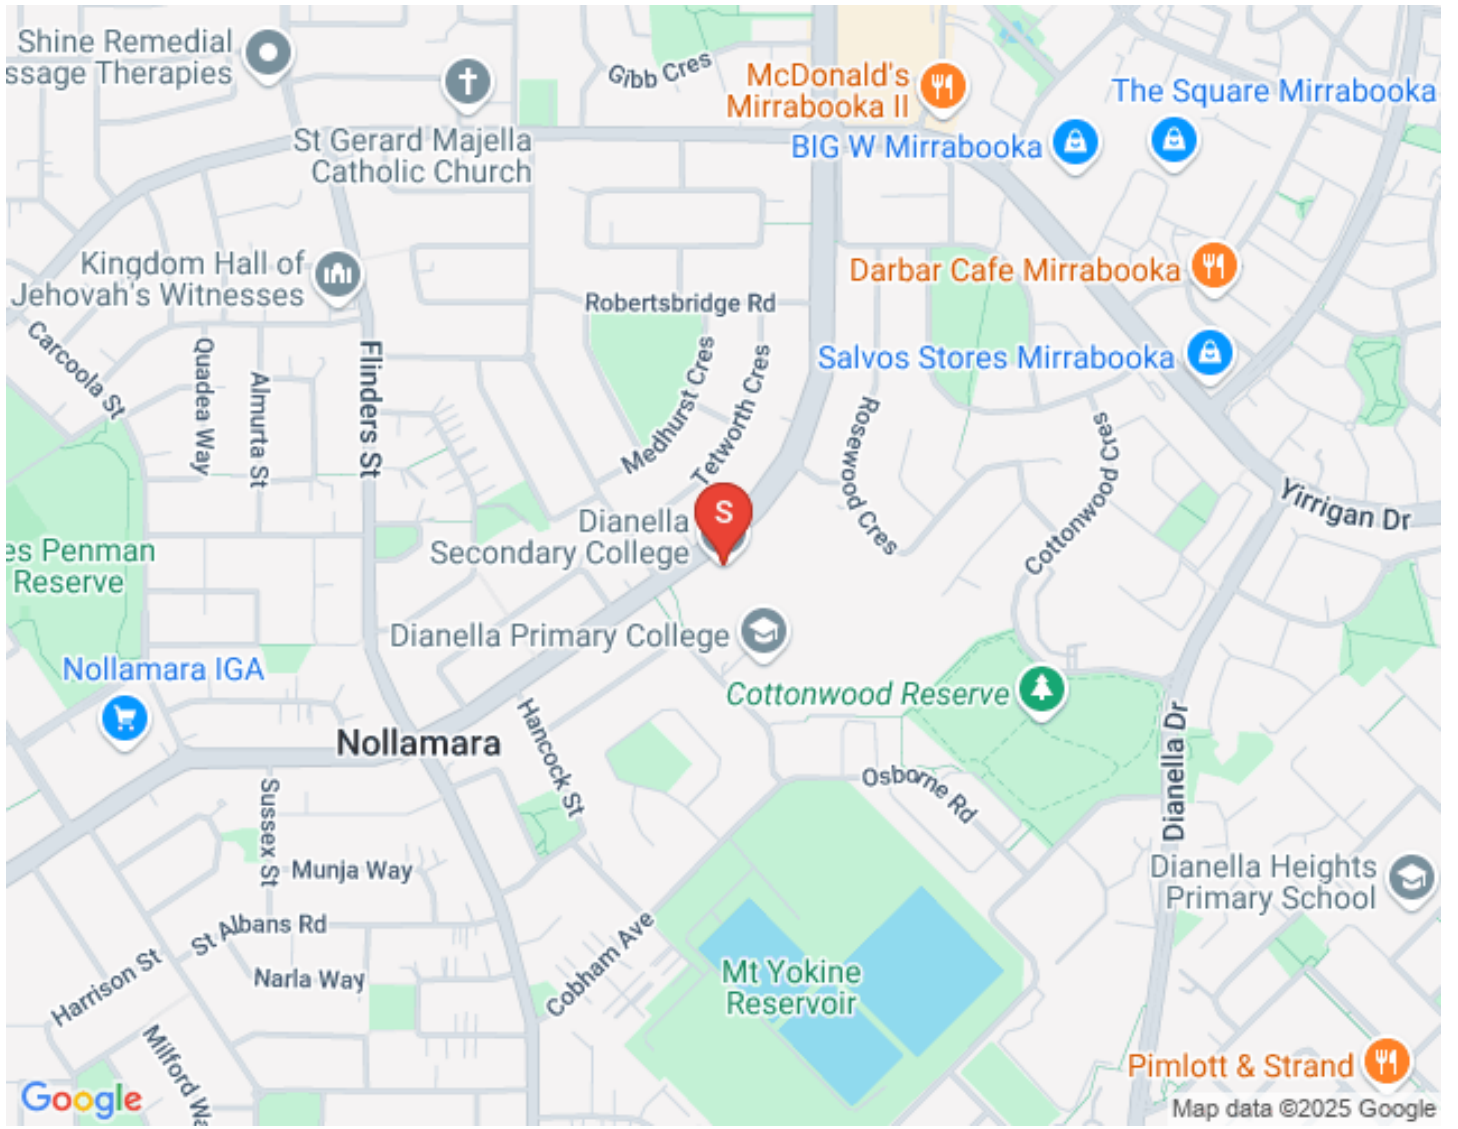 Shine Remedial
ssage Therapies
Gibb Cres
McDonald's
Mirrabooka II
The Square Mirrabooka
BIG W Mirrabooka
St Gerard Majella
Catholic Church
Kingdom Hall of
Jehovah's Witnesses
Darbar Cafe Mirrabooka
Robertsbridge Rd
Carcoola St
Quadea Way
Almurta St
Flinders St
Medhurst Cres
Tetworth Cres
Salvos Stores Mirrabooka
Rosewood Cres
Cottonwood Cres
Yirrigan Dr
S
Dianella
Secondary College
es Penman
Reserve
Dianella Primary College
Nollamara IGA
Cottonwood Reserve
Nollamara
Hancock St
Dianella Dr
Osborne Rd
Sussex St
Munja Way
Dianella Heights
Primary School
St Albans Rd
Cobham Ave
Harrison St
Narla Way
Mt Yokine
Reservoir
Milford Wa
Pimlott & Strand
Google
Map data ©2025 Google